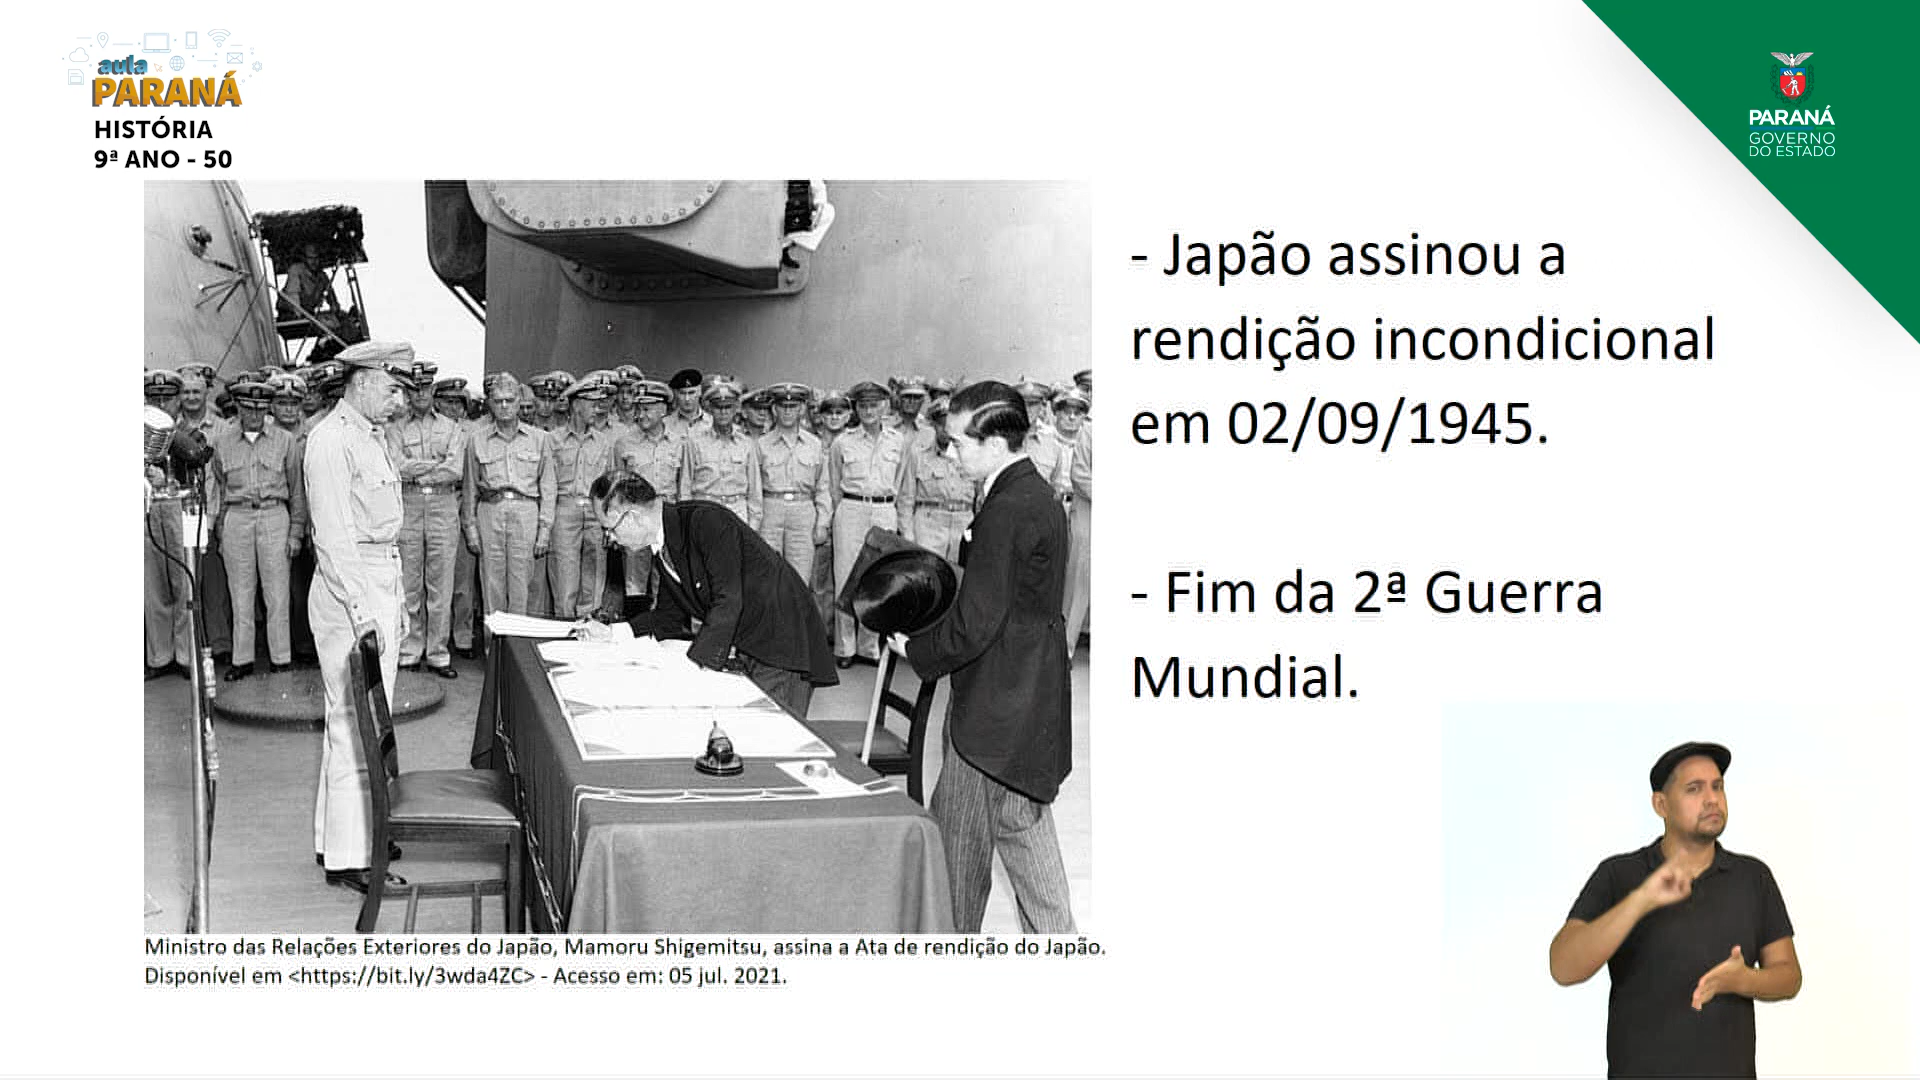 aula
PARANÁ
HISTÓRIA
9ª ANO - 50
PARANÁ
GOVERNO
DO ESTADO
- Japão assinou a
rendição incondicional
em 02/09/1945.
- Fim da 2ª Guerra
Mundial.
Ministro das Relações Exteriores do Japão, Mamoru Shigemitsu, assina a Ata de rendição do Japão.
Disponível em <https://bit.ly/3wda4ZC> - Acesso em: 05 jul. 2021.